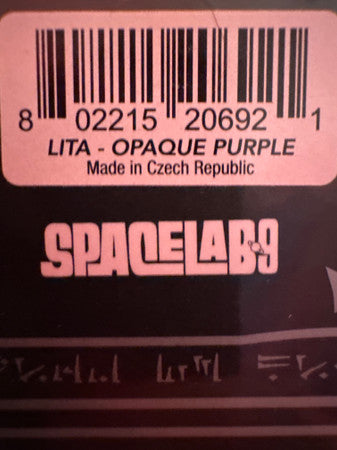 8 02215 20692 1
LITA - OPAQUE PURPLE
Made in Czech Republic
SPACELAB9